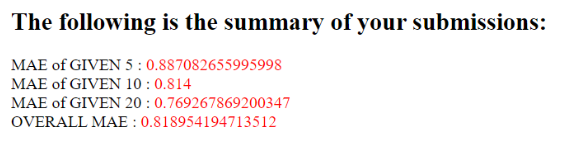 The following is the summary of your submissions:
MAE of GIVEN 5 : 0.887082655995998
MAE of GIVEN 10 : 0.814
MAE of GIVEN 20 : 0.769267869200347
OVERALL MAE : 0.818954194713512